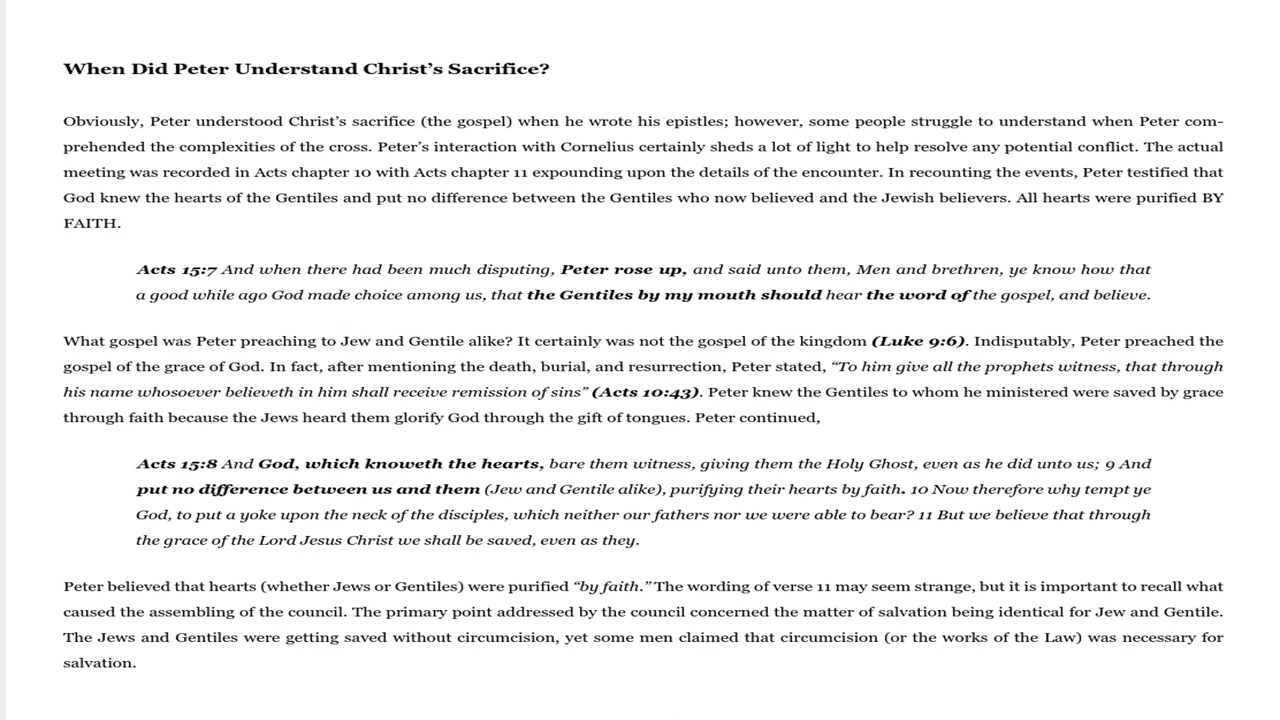 When Did Peter Understand Christ’s Sacrifice?
Obviously, Peter understood Christ’s sacrifice (the gospel) when he wrote his epistles; however, some people struggle to understand when Peter com-
prehended the complexities of the cross. Peter’s interaction with Cornelius certainly sheds a lot of light to help resolve any potential conflict. The actual
meeting was recorded in Acts chapter 10 with Acts chapter 11 expounding upon the details of the encounter. In recounting the events, Peter testified that
God knew the hearts of the Gentiles and put no difference between the Gentiles who now believed and the Jewish believers. All hearts were purified BY
FAITH.
Acts 15:7 And when there had been much disputing, Peter rose up, and said unto them, Men and brethren, ye know how that
a good while ago God made choice among us, that the Gentiles by my mouth should hear the word of the gospel, and believe.
What gospel was Peter preaching to Jew and Gentile alike? It certainly was not the gospel of the kingdom (Luke 9:6). Indisputably, Peter preached the
gospel of the grace of God. In fact, after mentioning the death, burial, and resurrection, Peter stated, “To him give all the prophets witness, that through
his name whosoever believeth in him shall receive remission of sins” (Acts 10:43). Peter knew the Gentiles to whom he ministered were saved by grace
through faith because the Jews heard them glorify God through the gift of tongues. Peter continued,
Acts 15:8 And God, which knoweth the hearts, bare them witness, giving them the Holy Ghost, even as he did unto us; 9 And
put no difference between us and them (Jew and Gentile alike), purifying their hearts by faith. 10 Now therefore why tempt ye
God, to put a yoke upon the neck of the disciples, which neither our fathers nor we were able to bear? 11 But we believe that through
the grace of the Lord Jesus Christ we shall be saved, even as they.
Peter believed that hearts (whether Jews or Gentiles) were purified “by faith.” The wording of verse 11 may seem strange, but it is important to recall what
caused the assembling of the council. The primary point addressed by the council concerned the matter of salvation being identical for Jew and Gentile.
The Jews and Gentiles were getting saved without circumcision, yet some men claimed that circumcision (or the works of the Law) was necessary for
salvation.